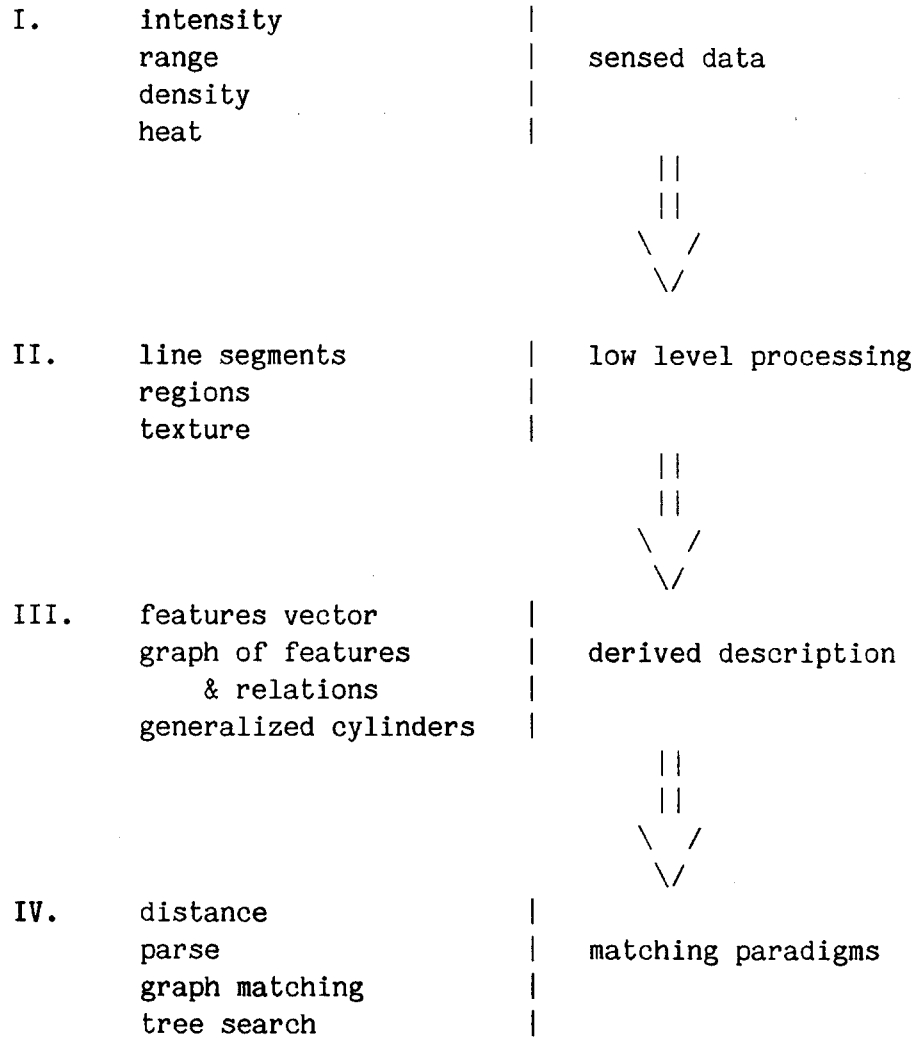 I. intensity |
range | sensed data
density |
heat |
||
||
\ /
\/
II. line segments | low level processing
regions |
texture |
||
||
\ /
\/
III. features vector |
graph of features | derived description
& relations |
generalized cylinders |
||
||
\ /
\/
IV. distance |
parse | matching paradigms
graph matching |
tree search |